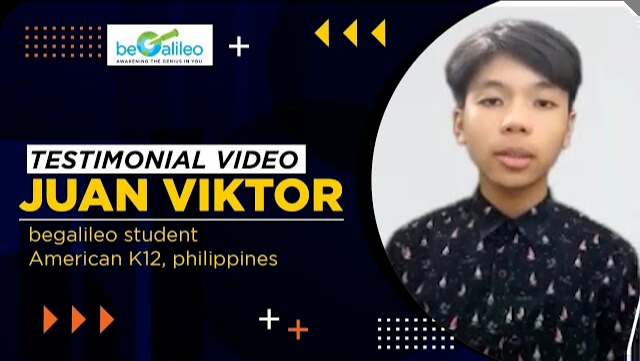 beGalileo
AWAKENING THE GENIUS IN YOU
TESTIMONIAL VIDEO
JUAN VIKTOR
begalileo student
American K12, philippines